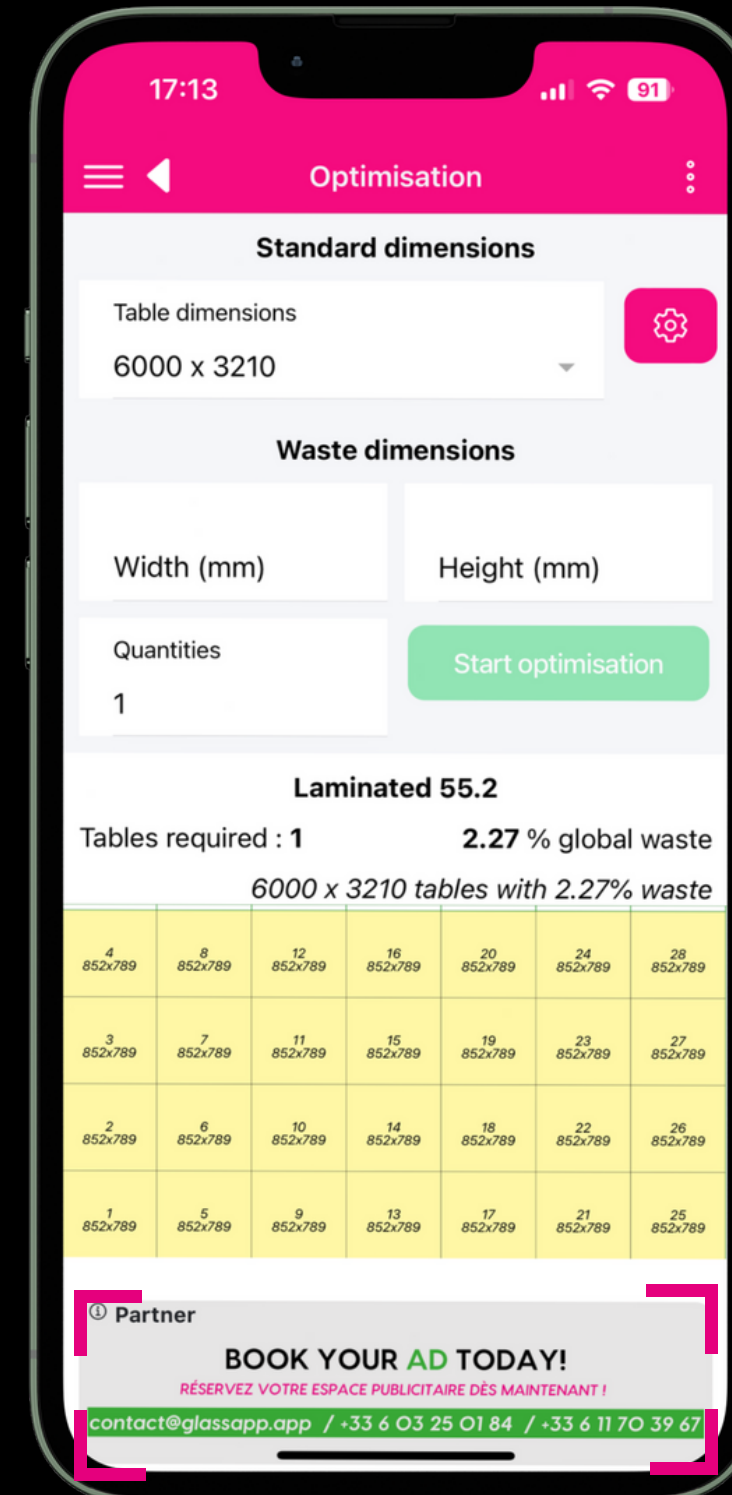 17:13
91
Optimisation
Standard dimensions
Table dimensions
6000 x 3210
Waste dimensions
Width (mm) Height (mm)
Quantities
1
Start optimisation
Laminated 55.2
Tables required : 1 2.27 % global waste
6000 x 3210 tables with 2.27% waste
4 8 12 16 20 24 28
852x789 852x789 852x789 852x789 852x789 852x789 852x789
3 7 11 15 19 23 27
852x789 852x789 852x789 852x789 852x789 852x789 852x789
2 6 10 14 18 22 26
852x789 852x789 852x789 852x789 852x789 852x789 852x789
1 5 9 13 17 21 25
852x789 852x789 852x789 852x789 852x789 852x789 852x789
Partner
BOOK YOUR AD TODAY!
RÉSERVEZ VOTRE ESPACE PUBLICITAIRE DÈS MAINTENANT !
contact@glassapp.app / +33 6 03 25 01 84 / +33 6 11 70 39 67